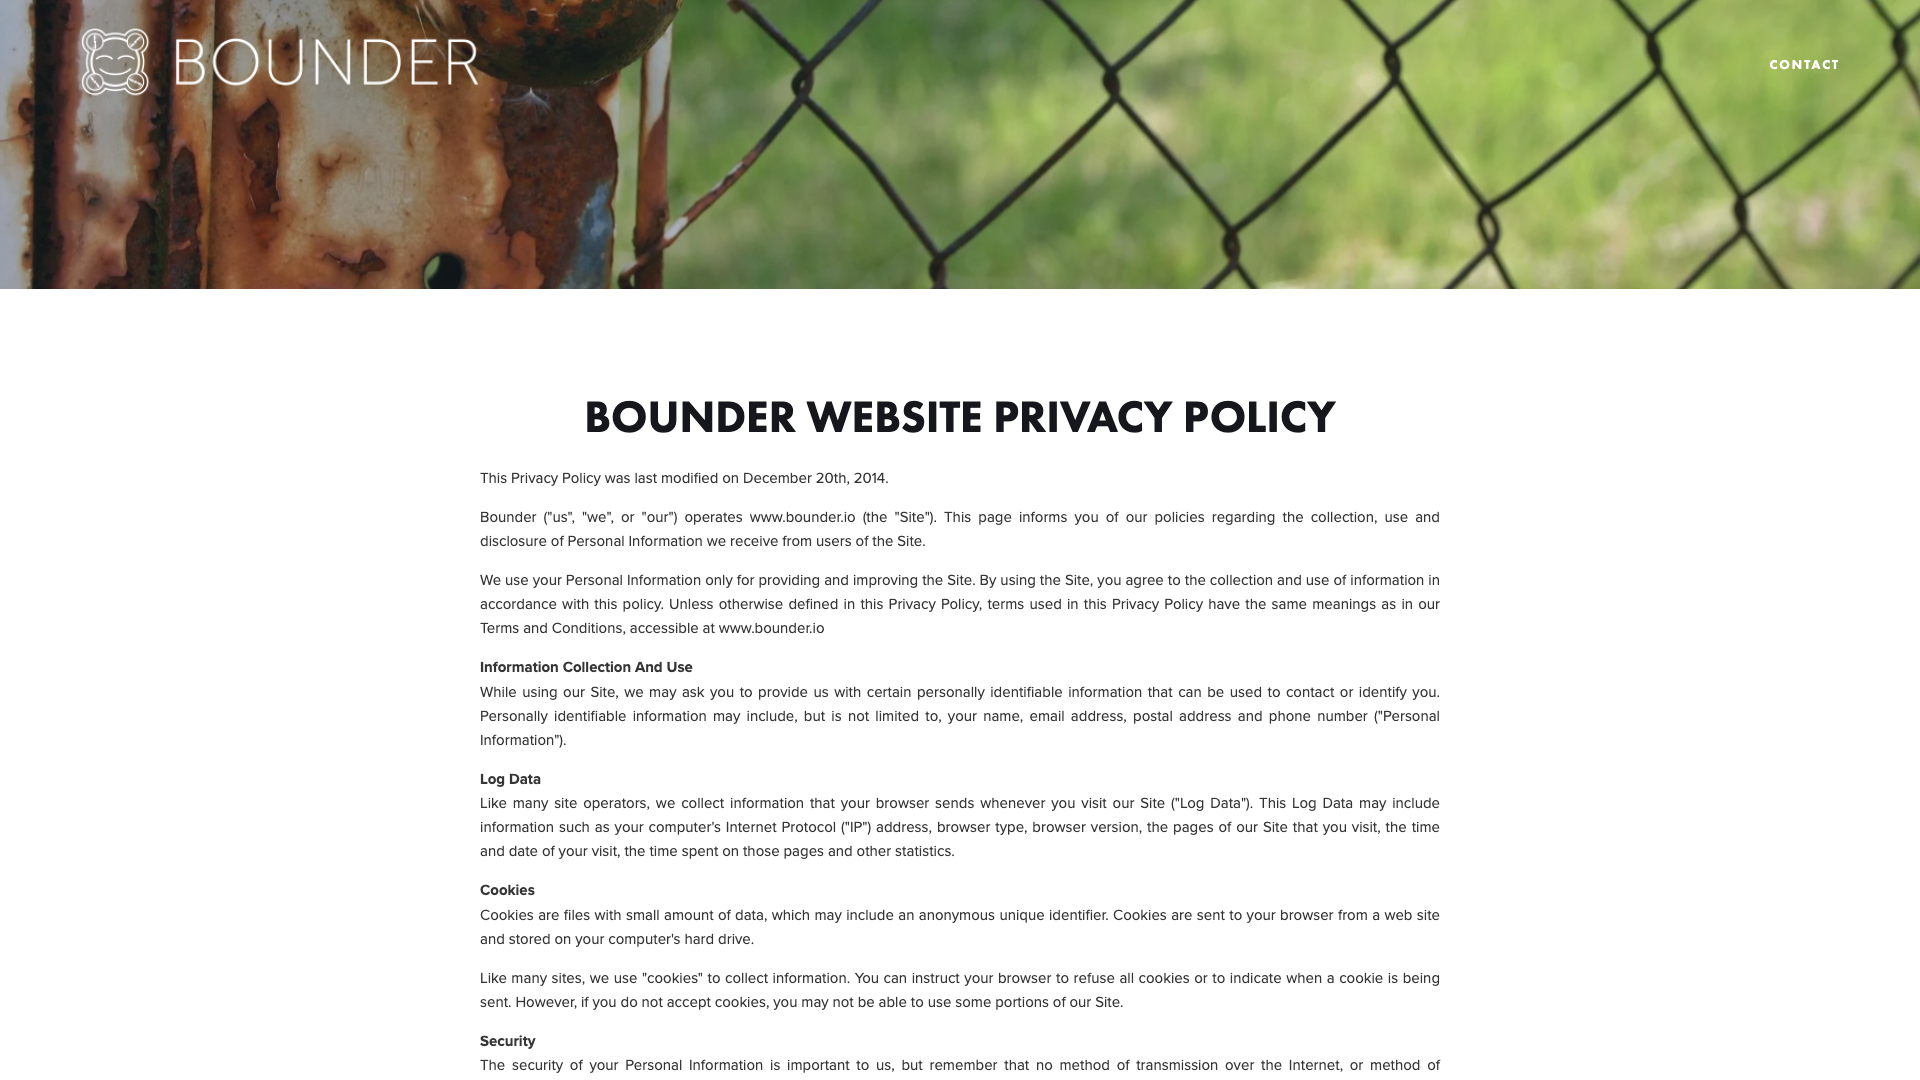 BOUNDER
CONTACT
BOUNDER WEBSITE PRIVACY POLICY
This Privacy Policy was last modified on December 20th, 2014.
Bounder ("us", "we", or "our") operates www.bounder.io (the "Site"). This page informs you of our policies regarding the collection, use and
disclosure of Personal Information we receive from users of the Site.
We use your Personal Information only for providing and improving the Site. By using the Site, you agree to the collection and use of information in
accordance with this policy. Unless otherwise defined in this Privacy Policy, terms used in this Privacy Policy have the same meanings as in our
Terms and Conditions, accessible at www.bounder.io
Information Collection And Use
While using our Site, we may ask you to provide us with certain personally identifiable information that can be used to contact or identify you.
Personally identifiable information may include, but is not limited to, your name, email address, postal address and phone number ("Personal
Information").
Log Data
Like many site operators, we collect information that your browser sends whenever you visit our Site ("Log Data"). This Log Data may include
information such as your computer's Internet Protocol ("IP") address, browser type, browser version, the pages of our Site that you visit, the time
and date of your visit, the time spent on those pages and other statistics.
Cookies
Cookies are files with small amount of data, which may include an anonymous unique identifier. Cookies are sent to your browser from a web site
and stored on your computer's hard drive.
Like many sites, we use "cookies" to collect information. You can instruct your browser to refuse all cookies or to indicate when a cookie is being
sent. However, if you do not accept cookies, you may not be able to use some portions of our Site.
Security
The security of your Personal Information is important to us, but remember that no method of transmission over the Internet, or method of